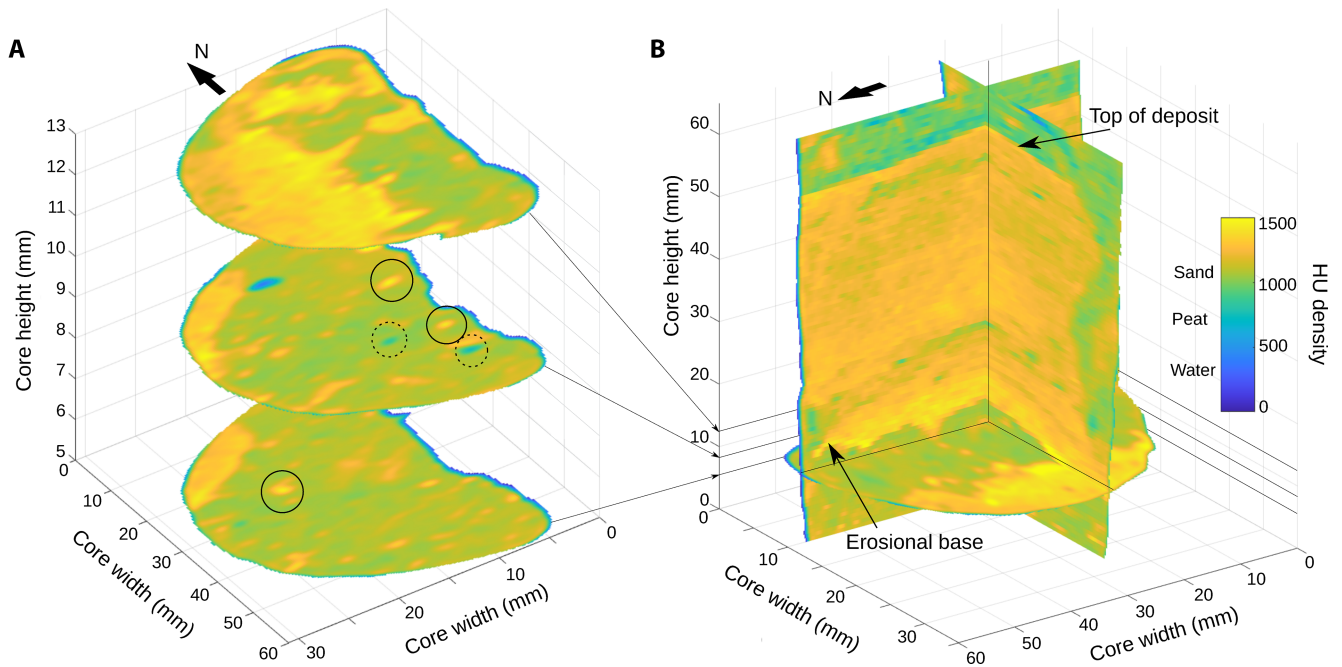 A
N
13
12
11
10
9
8
7
6
5
Core height (mm)
0
10
20
30
40
50
60
Core width (mm)
30
20
10
0
Core width (mm)
B
N
Top of deposit
60
50
40
30
20
10
0
Core height (mm)
Erosional base
0
10
20
30
60
Core width (mm)
50
40
30
20
10
0
Core width (mm)
Sand
Peat
Water
1500
1000
500
0
HU density